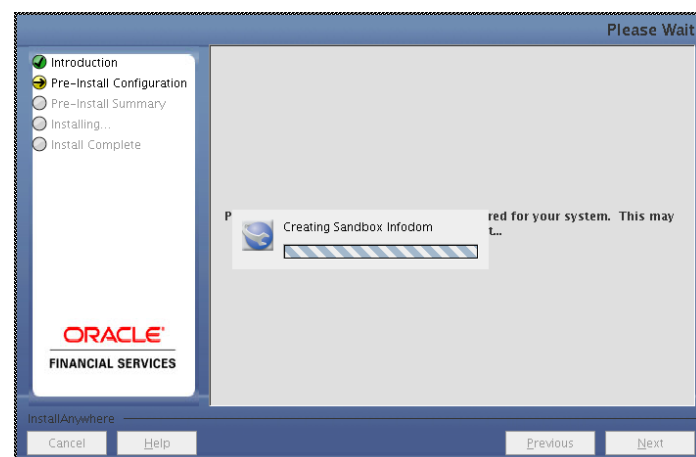 Please Wait
Introduction
Pre-Install Configuration
Pre-Install Summary
Installing...
Install Complete
red for your system. This may
Creating Sandbox Infodom
ORACLE
FINANCIAL SERVICES
InstallAnywhere
Cancel
Help
Previous
Next